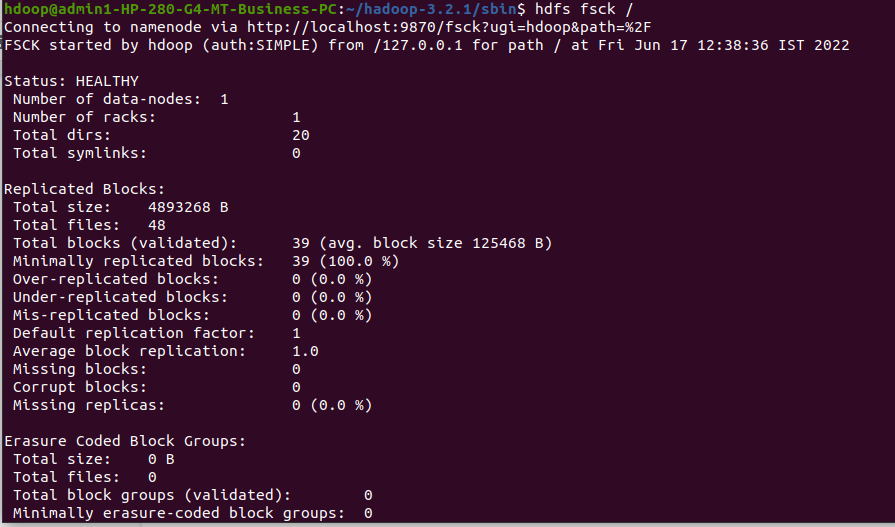 hdoop@admin1-HP-280-G4-MT-Business-PC:~/hadoop-3.2.1/sbin$ hdfs fsck /
Connecting to namenode via http://localhost:9870/fsck?ugi=hdoop&path=%2F
FSCK started by hdoop (auth:SIMPLE) from /127.0.0.1 for path / at Fri Jun 17 12:38:36 IST 2022

Status: HEALTHY
 Number of data-nodes:  1
 Number of racks:               1
 Total dirs:                    20
 Total symlinks:                0

Replicated Blocks:
 Total size:    4893268 B
 Total files:   48
 Total blocks (validated):      39 (avg. block size 125468 B)
 Minimally replicated blocks:   39 (100.0 %)
 Over-replicated blocks:        0 (0.0 %)
 Under-replicated blocks:       0 (0.0 %)
 Mis-replicated blocks:         0 (0.0 %)
 Default replication factor:    1
 Average block replication:     1.0
 Missing blocks:                0
 Corrupt blocks:                0
 Missing replicas:              0 (0.0 %)

Erasure Coded Block Groups:
 Total size:    0 B
 Total files:   0
 Total block groups (validated):        0
 Minimally erasure-coded block groups:  0